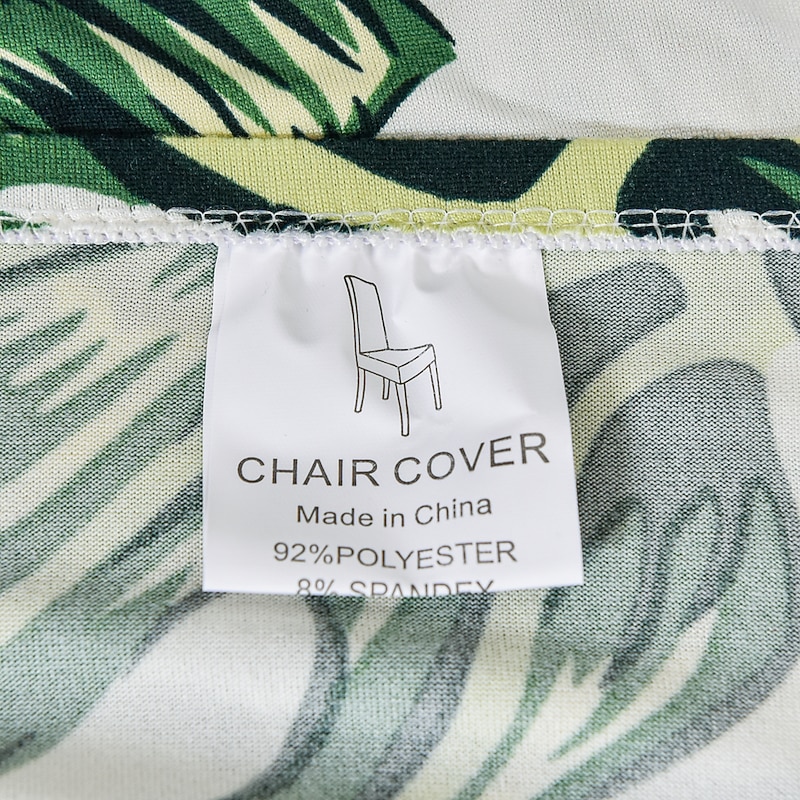 CHAIR COVER
Made in China
92%POLYESTER
8% SPANDEX